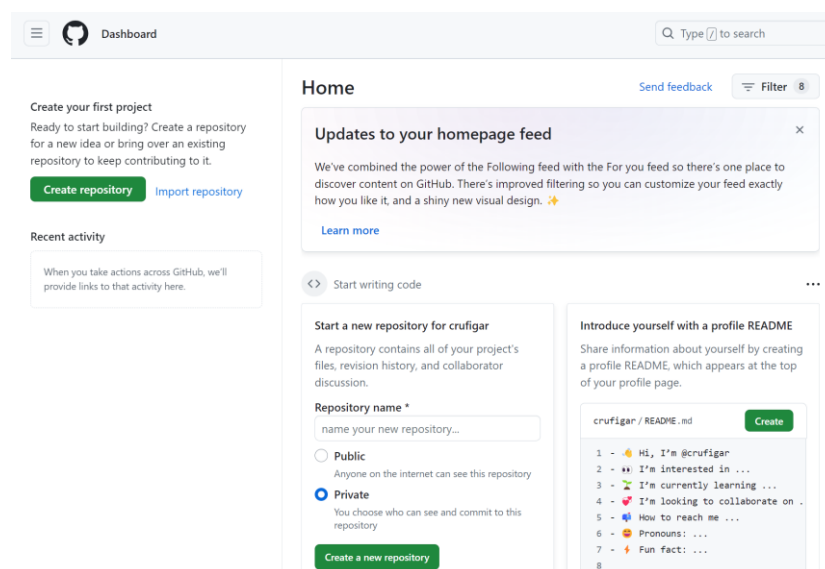 Dashboard
Type / to search
Create your first project
Ready to start building? Create a repository
for a new idea or bring over an existing
repository to keep contributing to it.
Create repository
Import repository
Recent activity
When you take actions across GitHub, we'll
provide links to that activity here.
Home
Send feedback
Filter 8
Updates to your homepage feed
We've combined the power of the Following feed with the For you feed so there's one place to
discover content on GitHub. There's improved filtering so you can customize your feed exactly
how you like it, and a shiny new visual design. ✨
Learn more
Start writing code
Start a new repository for crufigar
A repository contains all of your project's
files, revision history, and collaborator
discussion.
Repository name *
name your new repository...
Public
Anyone on the internet can see this repository
Private
You choose who can see and commit to this
repository
Create a new repository
Introduce yourself with a profile README
Share information about yourself by creating
a profile README, which appears at the top
of your profile page.
crufigar / README.md
Create
1 - 👋 Hi, I'm @crufigar
2 - 👀 I'm interested in ...
3 - 🌱 I'm currently learning ...
4 - 💞️ I'm looking to collaborate on .
5 - 📫 How to reach me ...
6 - 😄 Pronouns: ...
7 - ⚡ Fun fact: ...
8